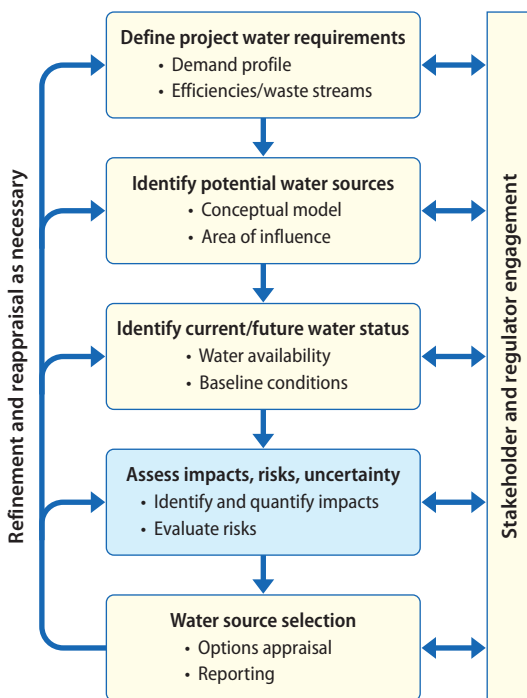 Define project water requirements
• Demand profile
• Efficiencies/waste streams
Identify potential water sources
• Conceptual model
• Area of influence
Identify current/future water status
• Water availability
• Baseline conditions
Assess impacts, risks, uncertainty
• Identify and quantify impacts
• Evaluate risks
Water source selection
• Options appraisal
• Reporting
Refinement and reappraisal as necessary
Stakeholder and regulator engagement